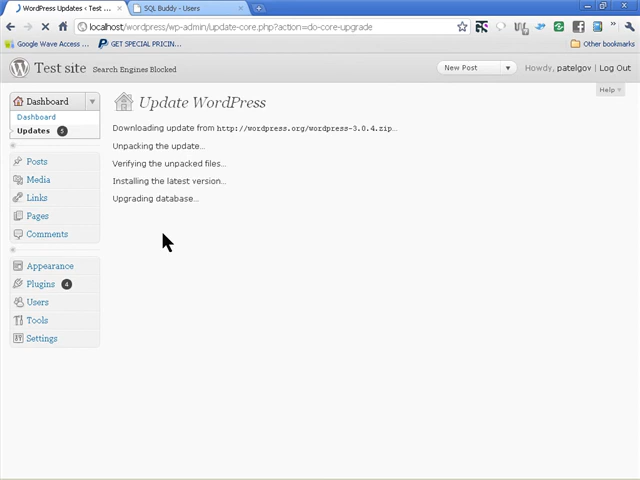 WordPress Updates ‹ Test
SQL Buddy - Users
localhost/wordpress/wp-admin/update-core.php?action=do-core-upgrade
Google Wave Access ...
GET SPECIAL PRICIN...
Other bookmarks
Test site
Search Engines Blocked
New Post
Howdy, patelgov | Log Out
Help
Dashboard
Dashboard
Updates 5
Posts
Media
Links
Pages
Comments
Appearance
Plugins 4
Users
Tools
Settings
Update WordPress
Downloading update from http://wordpress.org/wordpress-3.0.4.zip…
Unpacking the update…
Verifying the unpacked files…
Installing the latest version…
Upgrading database…